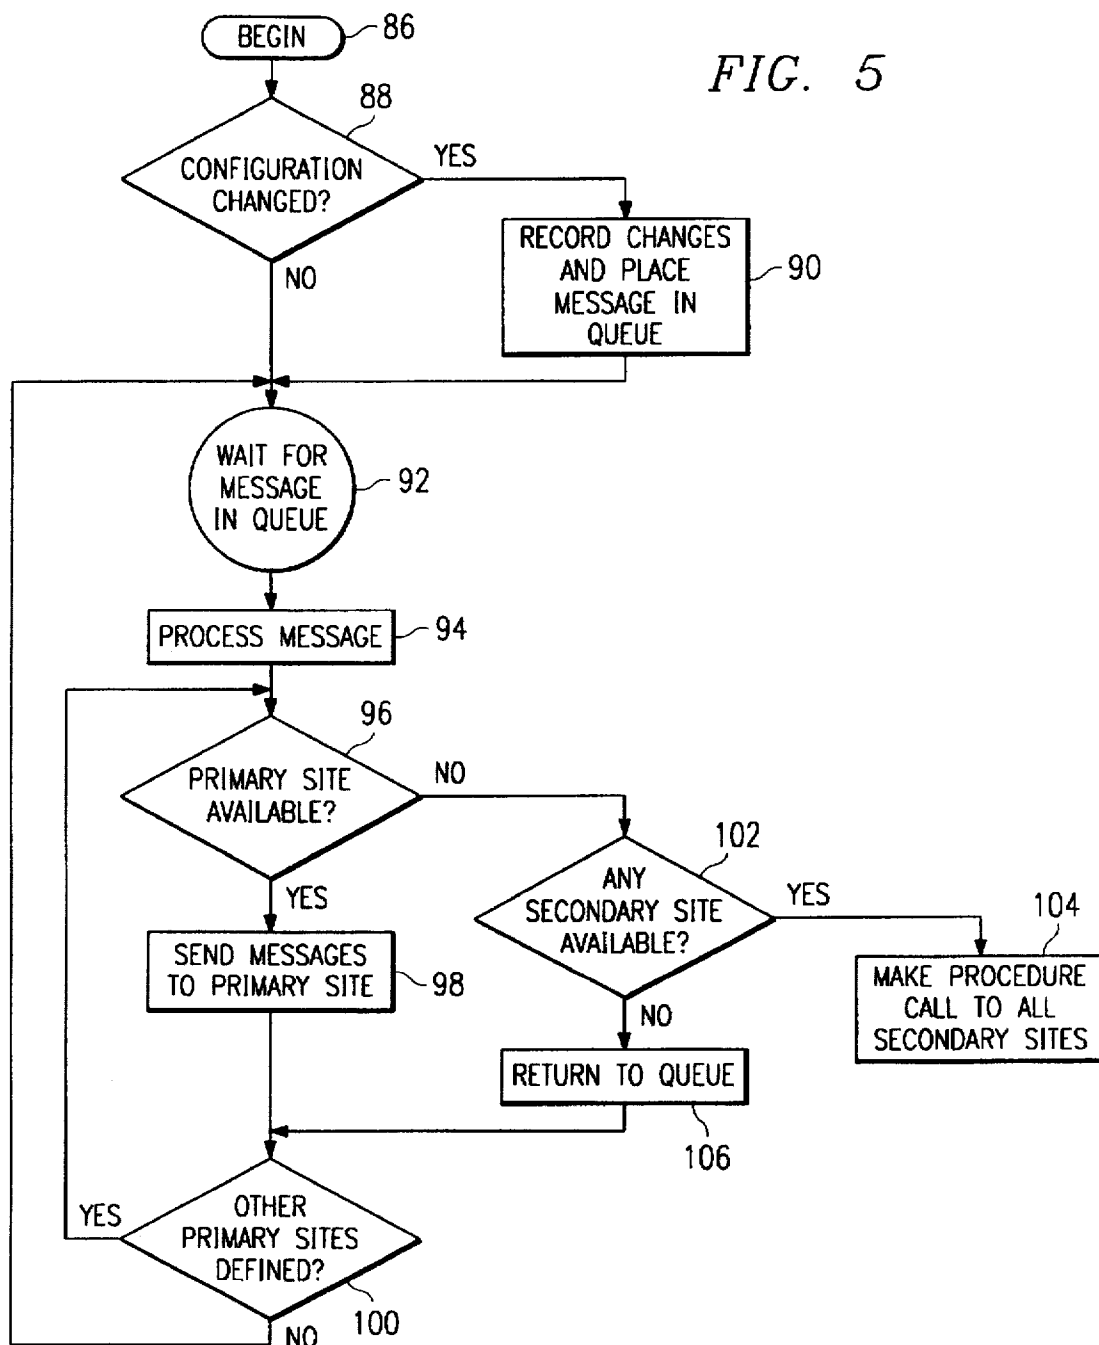 BEGIN
86
FIG. 5
88
CONFIGURATION
CHANGED?
YES
NO
RECORD CHANGES
AND PLACE
MESSAGE IN
QUEUE
90
WAIT FOR
MESSAGE
IN QUEUE
92
PROCESS MESSAGE
94
96
PRIMARY SITE
AVAILABLE?
NO
YES
102
ANY
SECONDARY SITE
AVAILABLE?
YES
NO
104
MAKE PROCEDURE
CALL TO ALL
SECONDARY SITES
SEND MESSAGES
TO PRIMARY SITE
98
RETURN TO QUEUE
106
OTHER
PRIMARY SITES
DEFINED?
YES
100
NO